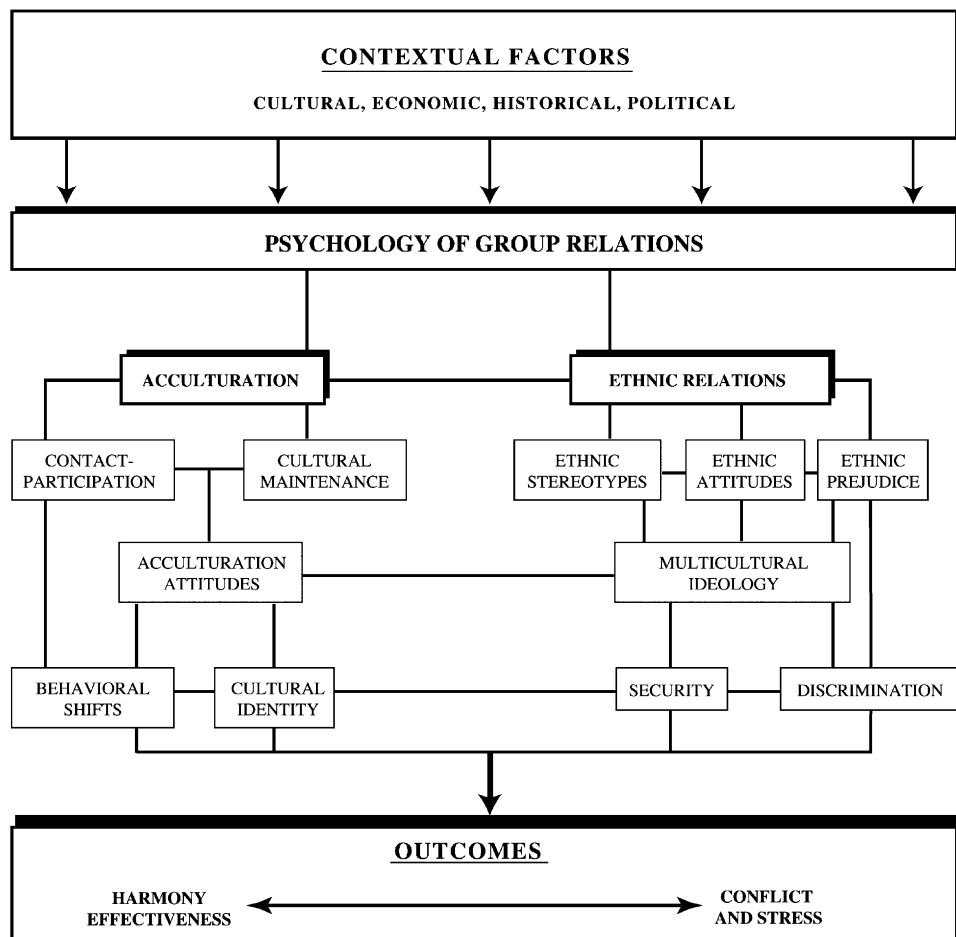 CONTEXTUAL FACTORS
CULTURAL, ECONOMIC, HISTORICAL, POLITICAL
PSYCHOLOGY OF GROUP RELATIONS
ACCULTURATION
ETHNIC RELATIONS
CONTACT-
PARTICIPATION
CULTURAL
MAINTENANCE
ETHNIC
STEREOTYPES
ETHNIC
ATTITUDES
ETHNIC
PREJUDICE
ACCULTURATION
ATTITUDES
MULTICULTURAL
IDEOLOGY
BEHAVIORAL
SHIFTS
CULTURAL
IDENTITY
SECURITY
DISCRIMINATION
OUTCOMES
HARMONY
EFFECTIVENESS
CONFLICT
AND STRESS